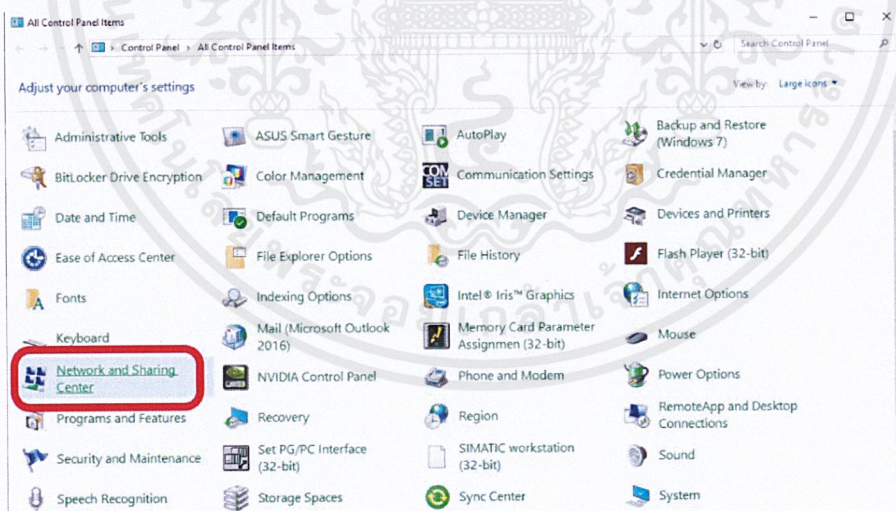 All Control Panel Items
Control Panel › All Control Panel Items
Search Control Panel
Adjust your computer's settings
View by: Large icons
Administrative Tools
ASUS Smart Gesture
AutoPlay
Backup and Restore
(Windows 7)
BitLocker Drive Encryption
Color Management
Communication Settings
Credential Manager
Date and Time
Default Programs
Device Manager
Devices and Printers
Ease of Access Center
File Explorer Options
File History
Flash Player (32-bit)
Fonts
Indexing Options
Intel® Iris™ Graphics
Internet Options
Keyboard
Mail (Microsoft Outlook
2016)
Memory Card Parameter
Assignmen (32-bit)
Mouse
Network and Sharing
Center
NVIDIA Control Panel
Phone and Modem
Power Options
Programs and Features
Recovery
Region
RemoteApp and Desktop
Connections
Security and Maintenance
Set PG/PC Interface
(32-bit)
SIMATIC workstation
(32-bit)
Sound
Speech Recognition
Storage Spaces
Sync Center
System